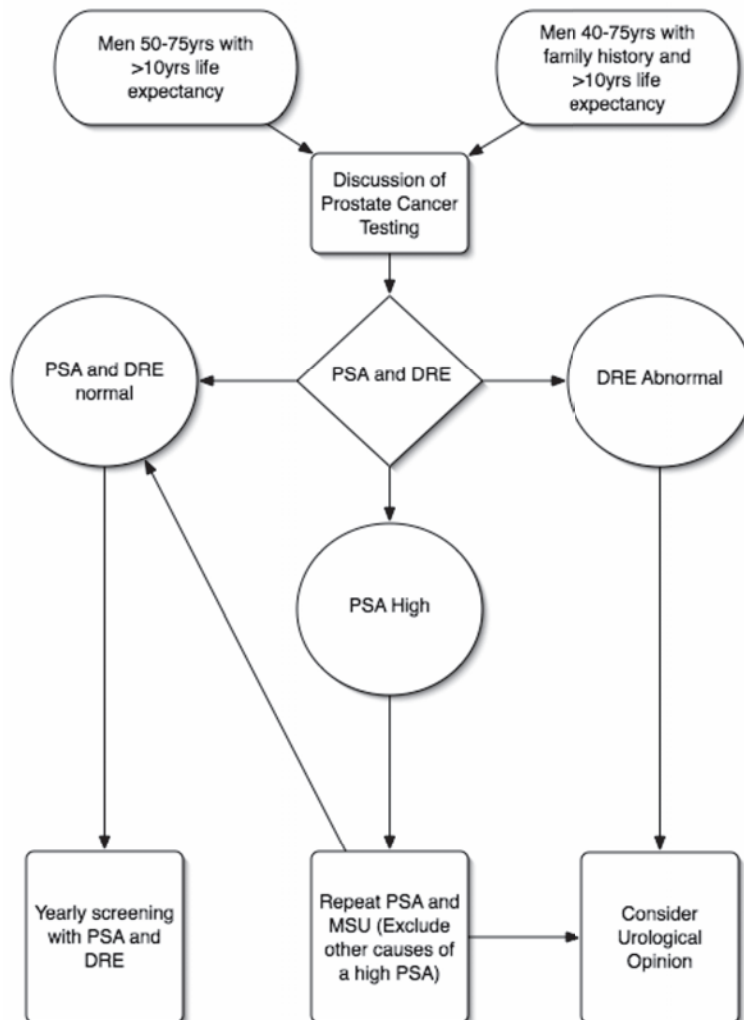 Men 50-75yrs with
>10yrs life
expectancy
Men 40-75yrs with
family history and
>10yrs life
expectancy
Discussion of
Prostate Cancer
Testing
PSA and DRE
normal
PSA and DRE
DRE Abnormal
PSA High
Yearly screening
with PSA and
DRE
Repeat PSA and
MSU (Exclude
other causes of
a high PSA)
Consider
Urological
Opinion